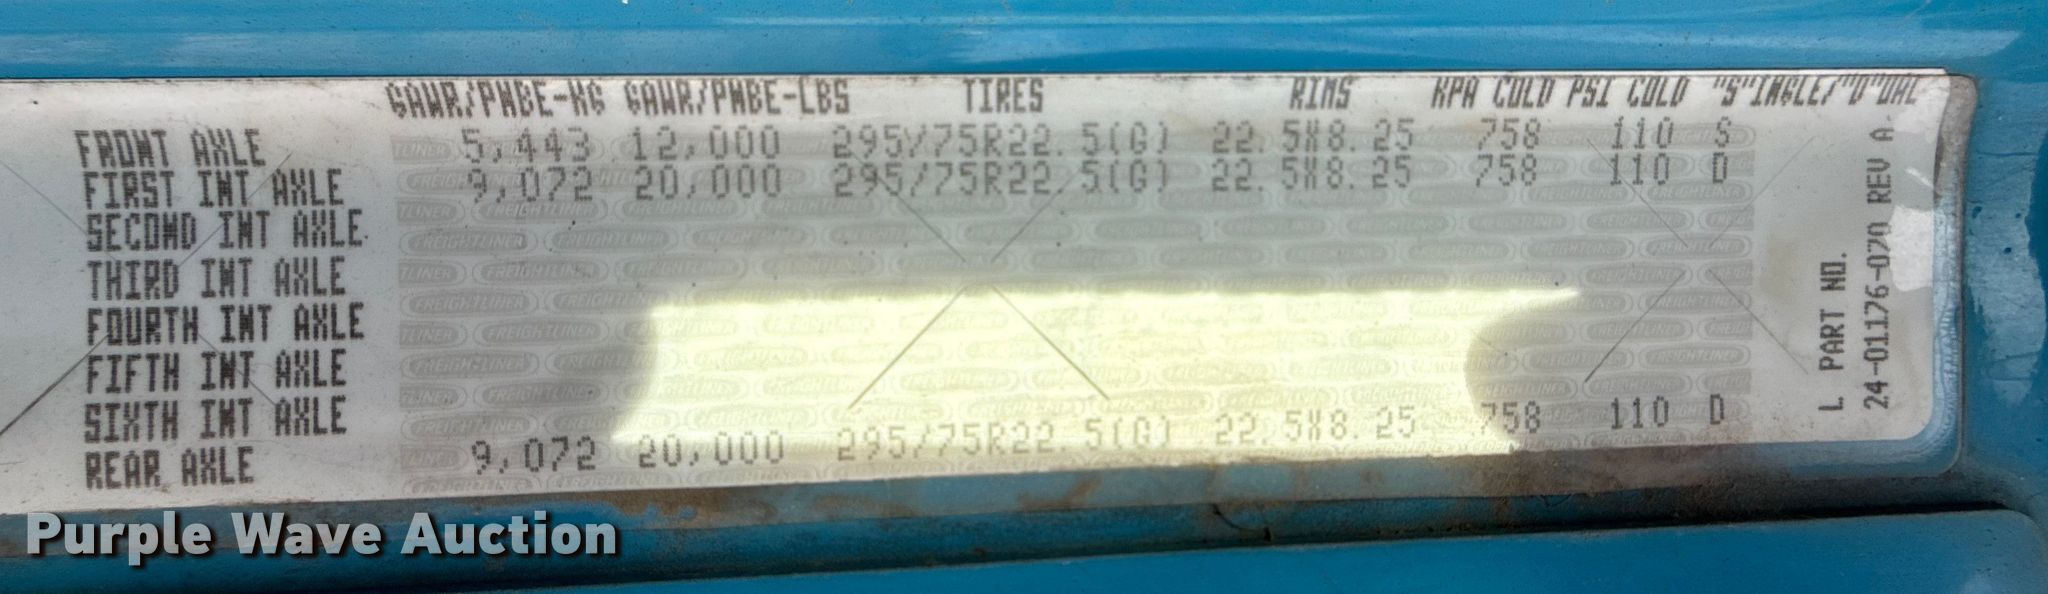 GAWR/PNBE-KG GAWR/PNBE-LBS TIRES RIMS KPA COLD PSI COLD "S"INGLE/"D"UAL
FRONT AXLE 5,443 12,000 295/75R22.5(G) 22.5X8.25 758 110 S
FIRST INT AXLE 9,072 20,000 295/75R22.5(G) 22.5X8.25 758 110 D
SECOND INT AXLE
THIRD INT AXLE
FOURTH INT AXLE
FIFTH INT AXLE
SIXTH INT AXLE
REAR AXLE 9,072 20,000 295/75R22.5(G) 22.5X8.25 758 110 D
L PART NO.
24-01176-070 REV A
FREIGHTLINER
Purple Wave Auction